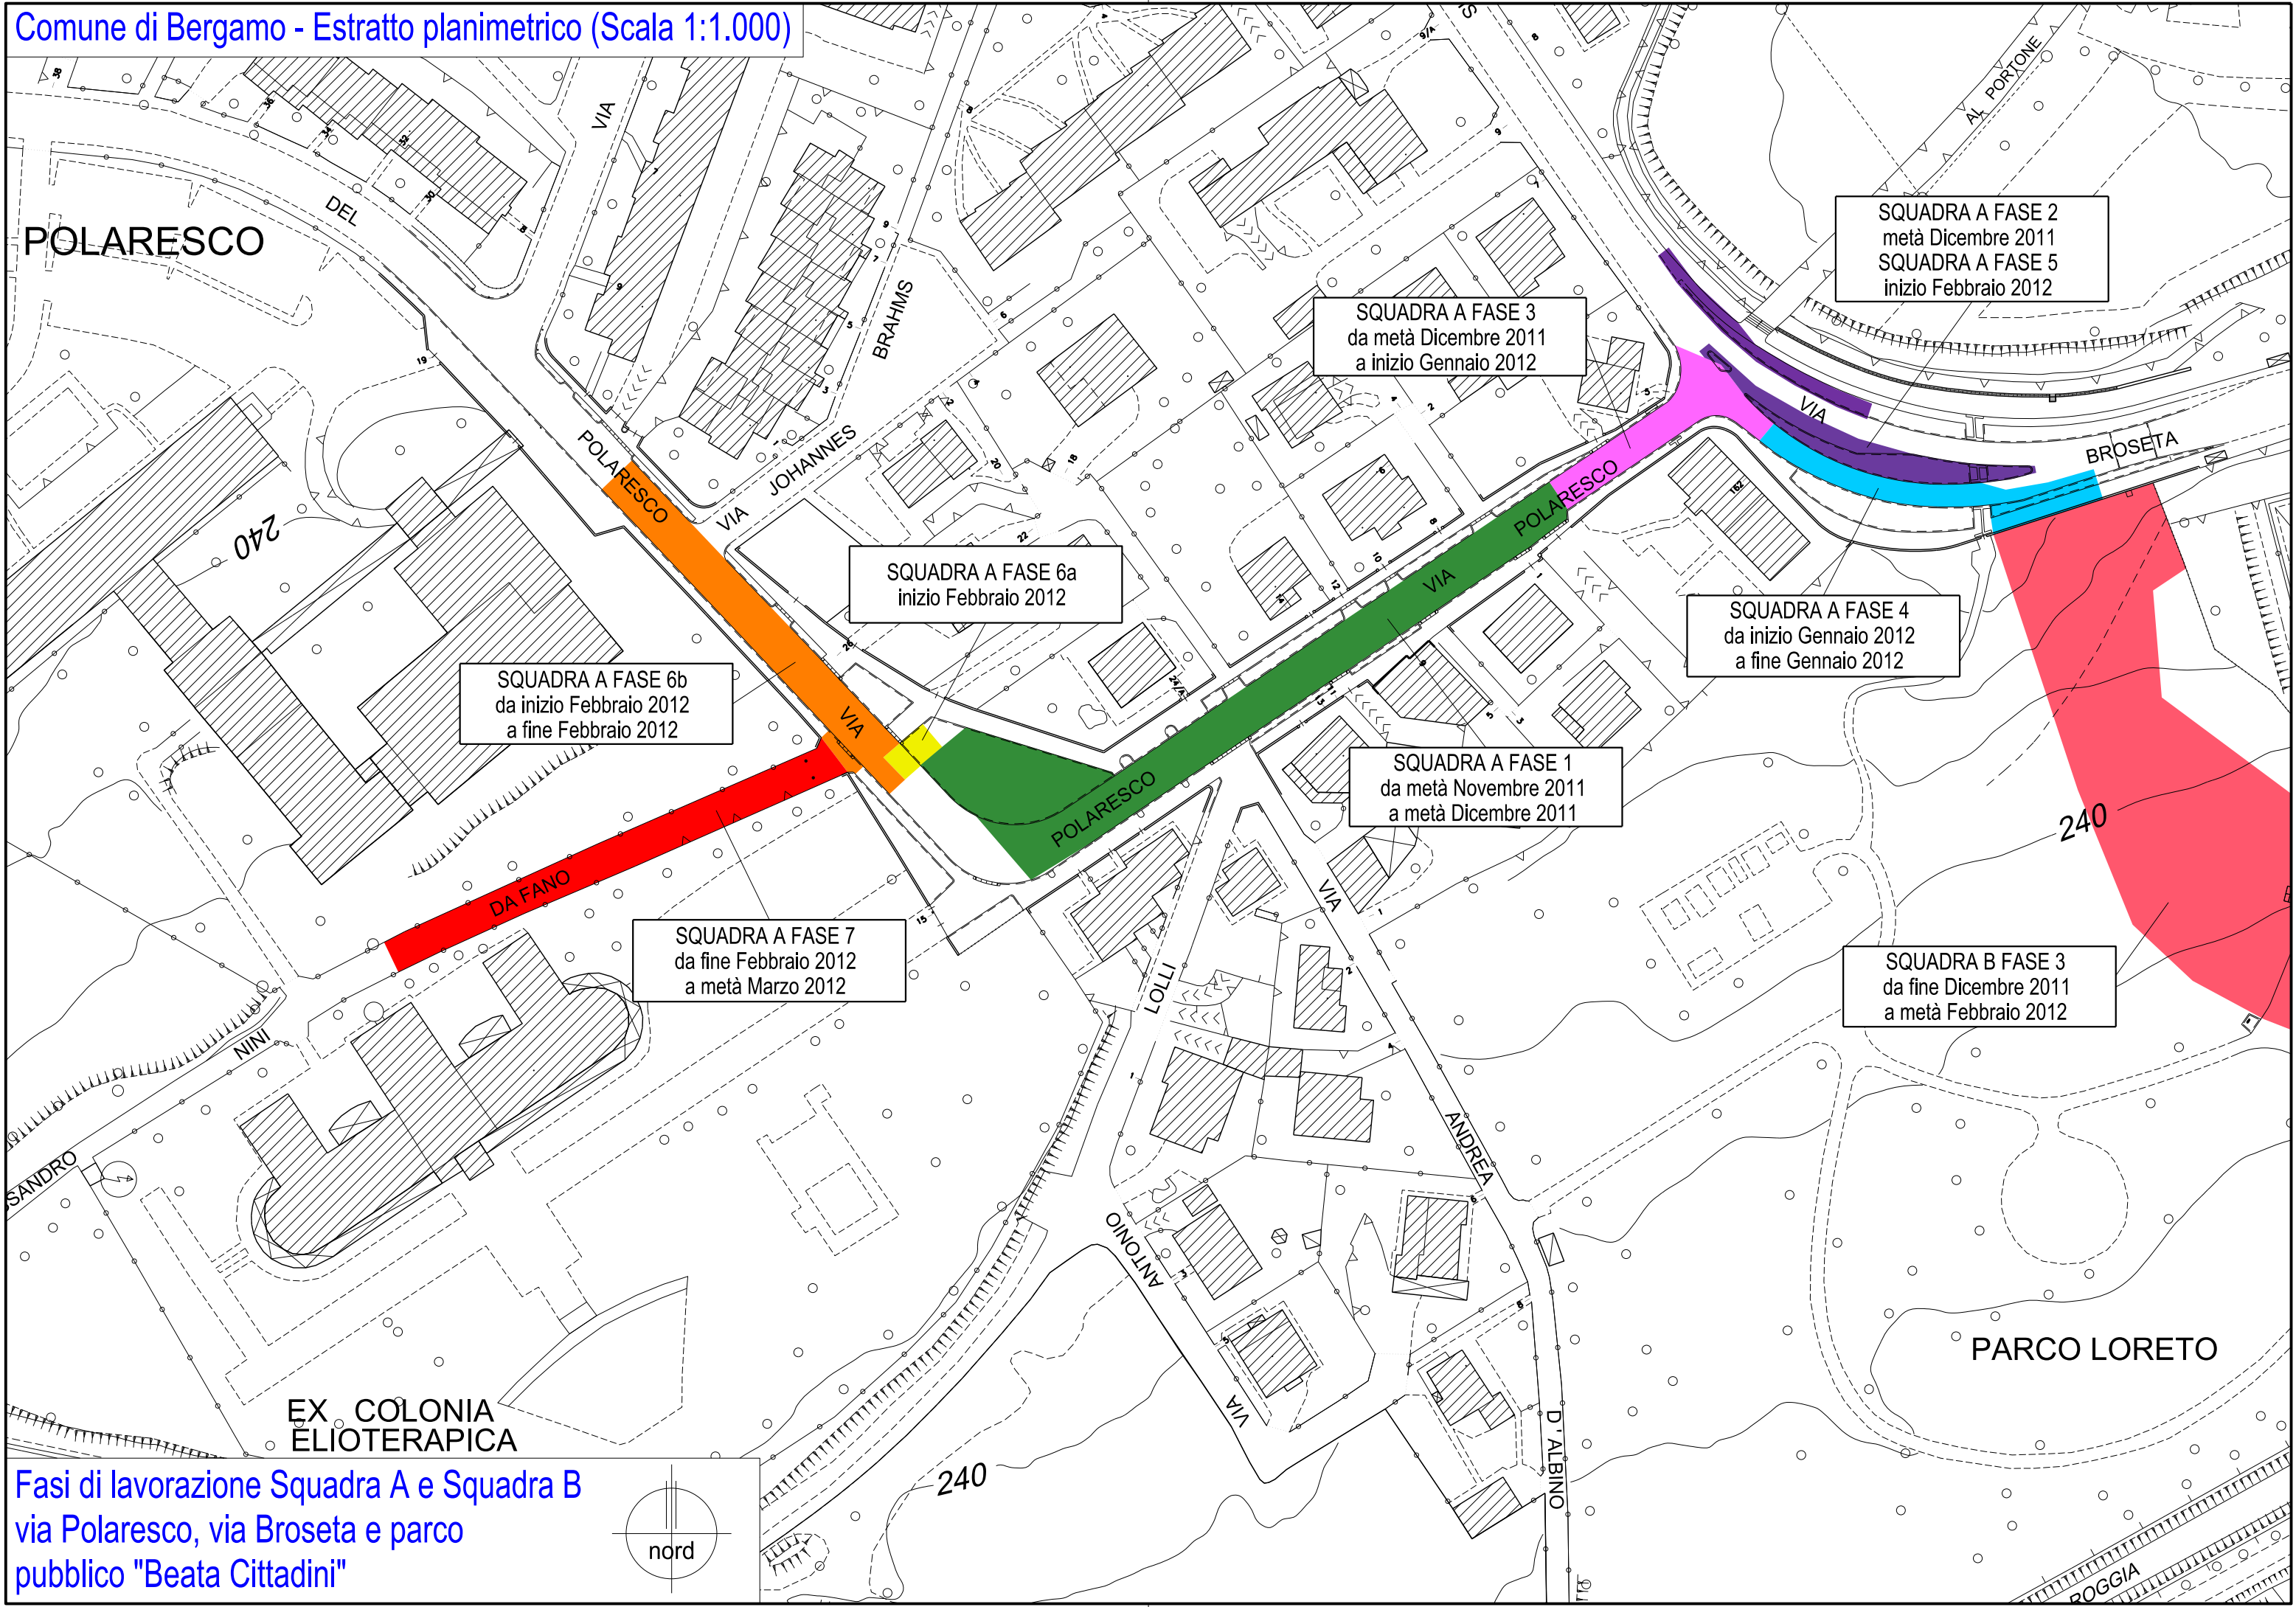 Comune di Bergamo - Estratto planimetrico (Scala 1:1.000)
POLARESCO
DEL
VIA
BRAHMS
JOHANNES
VIA
POLARESCO
VIA
AL PORTONE
SQUADRA A FASE 2
metà Dicembre 2011
SQUADRA A FASE 5
inizio Febbraio 2012
SQUADRA A FASE 3
da metà Dicembre 2011
a inizio Gennaio 2012
VIA
BROSETA
POLARESCO
VIA
POLARESCO
SQUADRA A FASE 6a
inizio Febbraio 2012
SQUADRA A FASE 4
da inizio Gennaio 2012
a fine Gennaio 2012
SQUADRA A FASE 6b
da inizio Febbraio 2012
a fine Febbraio 2012
SQUADRA A FASE 1
da metà Novembre 2011
a metà Dicembre 2011
240
240
DA FANO
NINI
SQUADRA A FASE 7
da fine Febbraio 2012
a metà Marzo 2012
SQUADRA B FASE 3
da fine Dicembre 2011
a metà Febbraio 2012
LOLLI
ANTONIO
VIA
VIA
ANDREA
D'ALBINO
SANDRO
PARCO LORETO
EX COLONIA
ELIOTERAPICA
240
ROGGIA
Fasi di lavorazione Squadra A e Squadra B
via Polaresco, via Broseta e parco
pubblico "Beata Cittadini"
nord